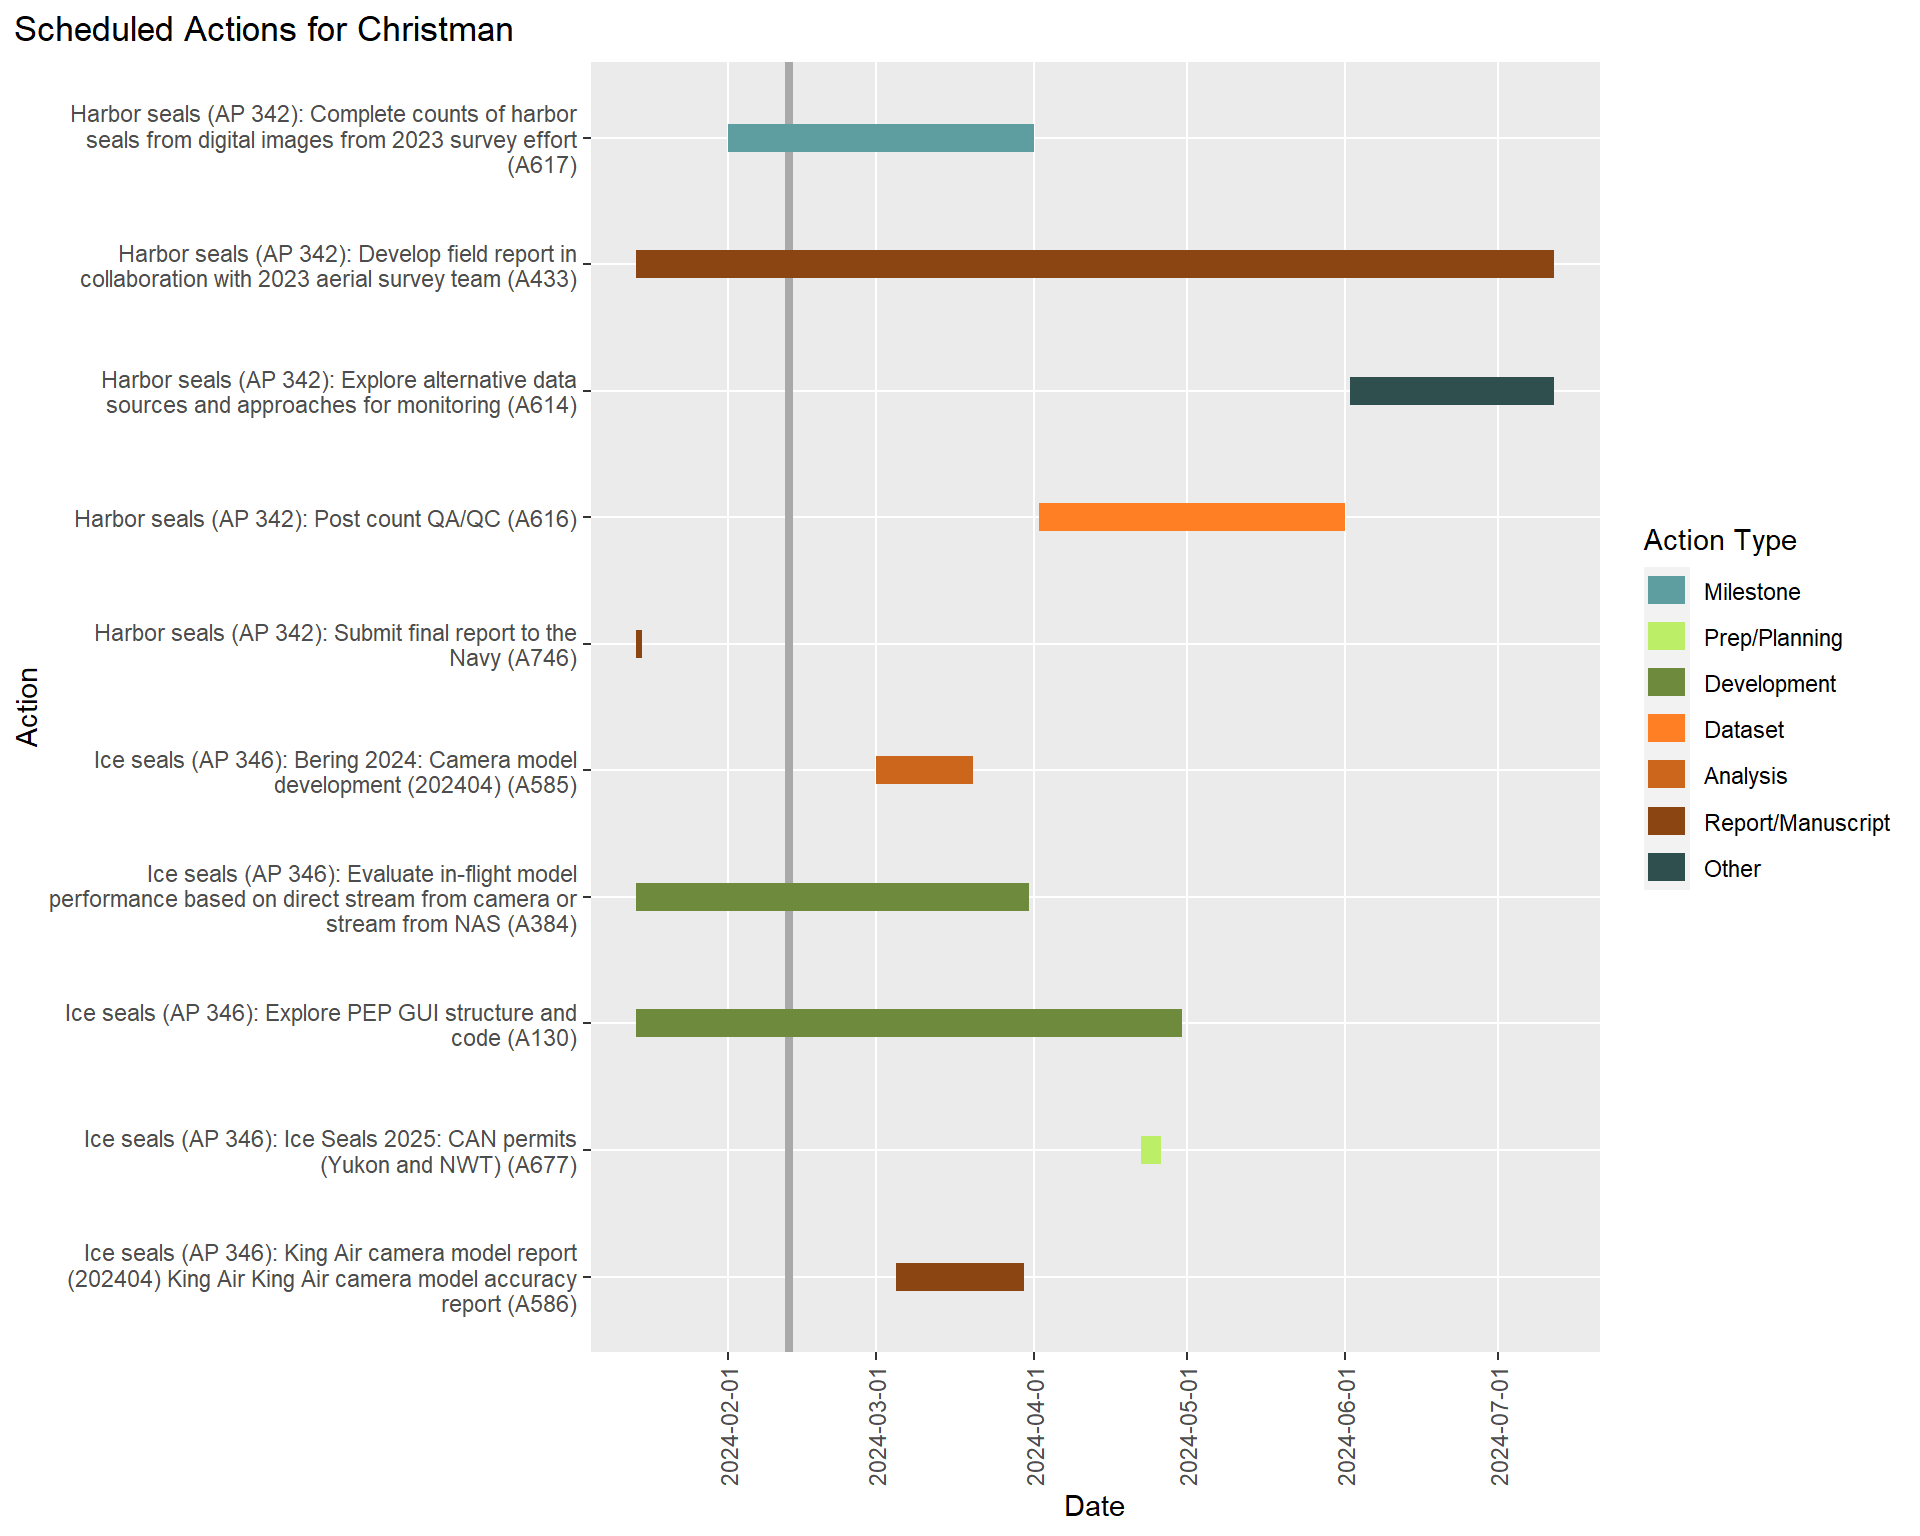 Scheduled Actions for Christman
Harbor seals (AP 342): Complete counts of harbor
seals from digital images from 2023 survey effort
(A617)
Harbor seals (AP 342): Develop field report in
collaboration with 2023 aerial survey team (A433)
Harbor seals (AP 342): Explore alternative data
sources and approaches for monitoring (A614)
Harbor seals (AP 342): Post count QA/QC (A616)
Harbor seals (AP 342): Submit final report to the
Navy (A746)
Ice seals (AP 346): Bering 2024: Camera model
development (202404) (A585)
Ice seals (AP 346): Evaluate in-flight model
performance based on direct stream from camera or
stream from NAS (A384)
Ice seals (AP 346): Explore PEP GUI structure and
code (A130)
Ice seals (AP 346): Ice Seals 2025: CAN permits
(Yukon and NWT) (A677)
Ice seals (AP 346): King Air camera model report
(202404) King Air King Air camera model accuracy
report (A586)
Action
2024-02-01
2024-03-01
2024-04-01
2024-05-01
2024-06-01
2024-07-01
Date
Action Type
Milestone
Prep/Planning
Development
Dataset
Analysis
Report/Manuscript
Other